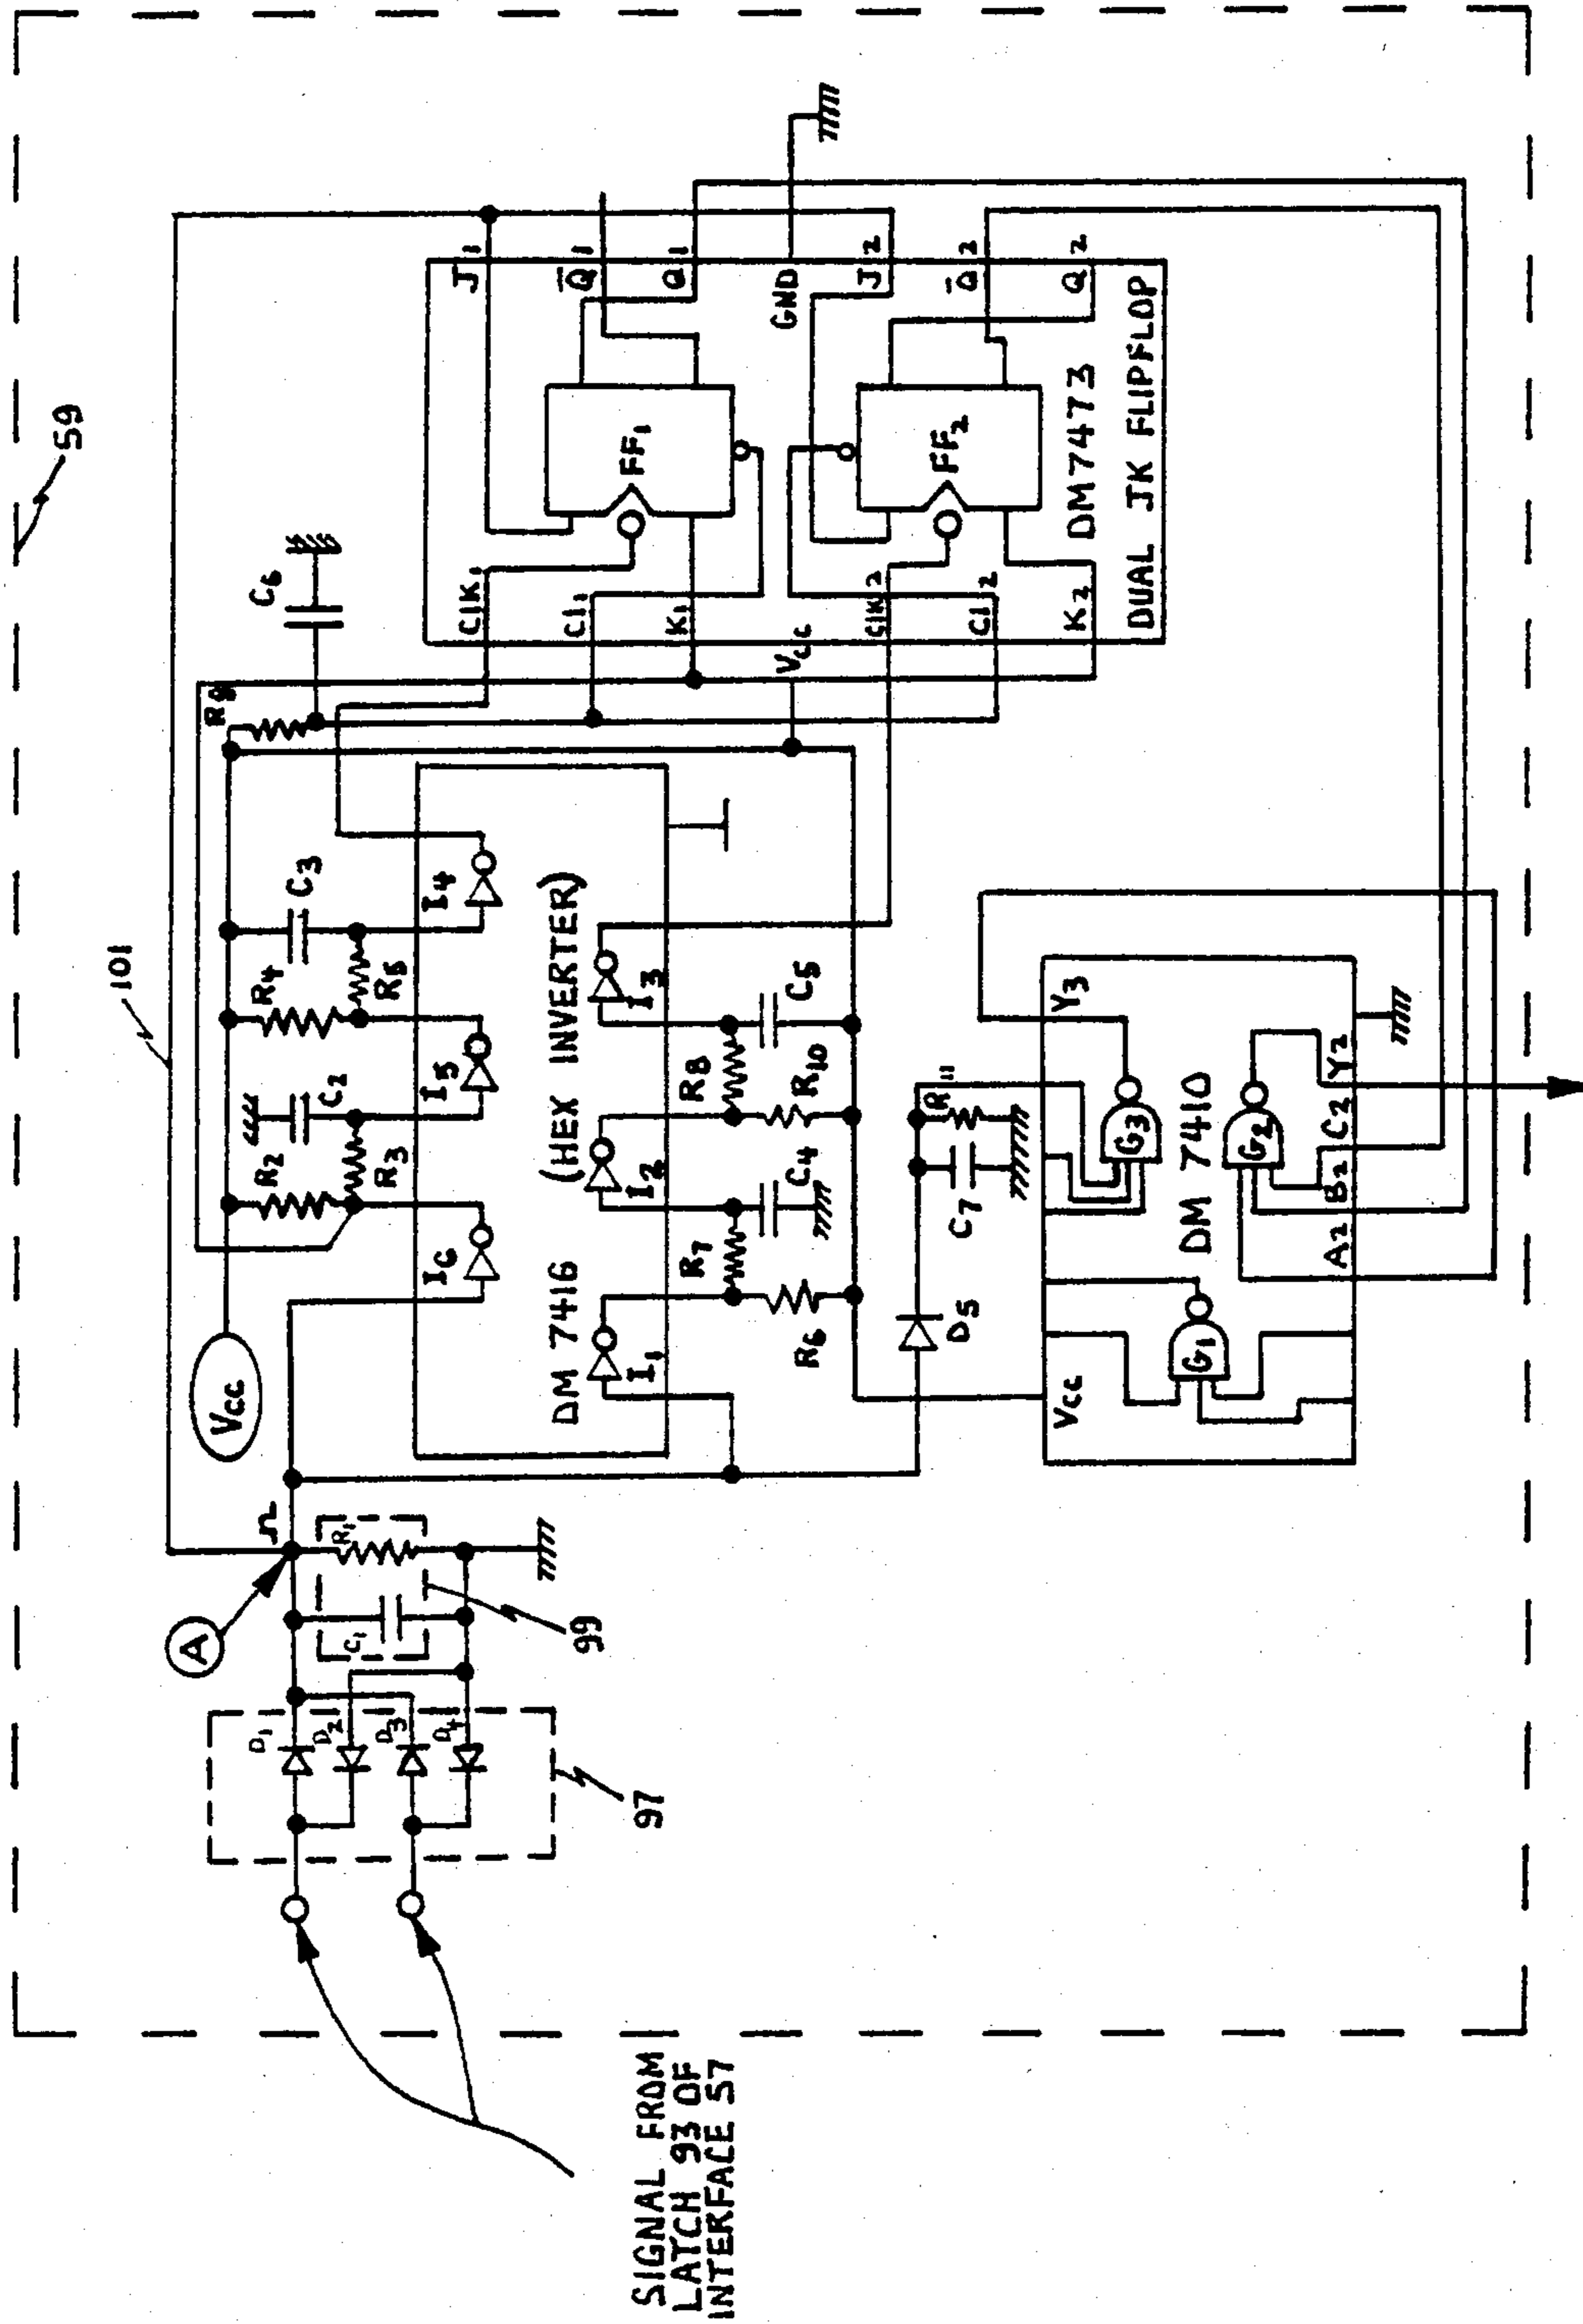 59
101
Vcc
A
97
99
D1
D2
D3
D4
C1
R1
R2
R3
C2
R4
R5
C3
R9
C6
I6
I5
I4
DM 7416
(HEX INVERTER)
I1
I2
I3
R6
R7
C4
R10
R8
C5
D5
C7
R11
Vcc
G1
G3
G2
DM 7410
Y3
A2
B2
C2
Y2
Clk1
Cl1
K1
Vcc
Clk2
Cl2
K2
FF1
FF2
J1
Q̅1
Q1
GND
J2
Q̅2
Q2
DM7473
DUAL JK FLIPFLOP
SIGNAL FROM
LATCH 93 OF
INTERFACE 57